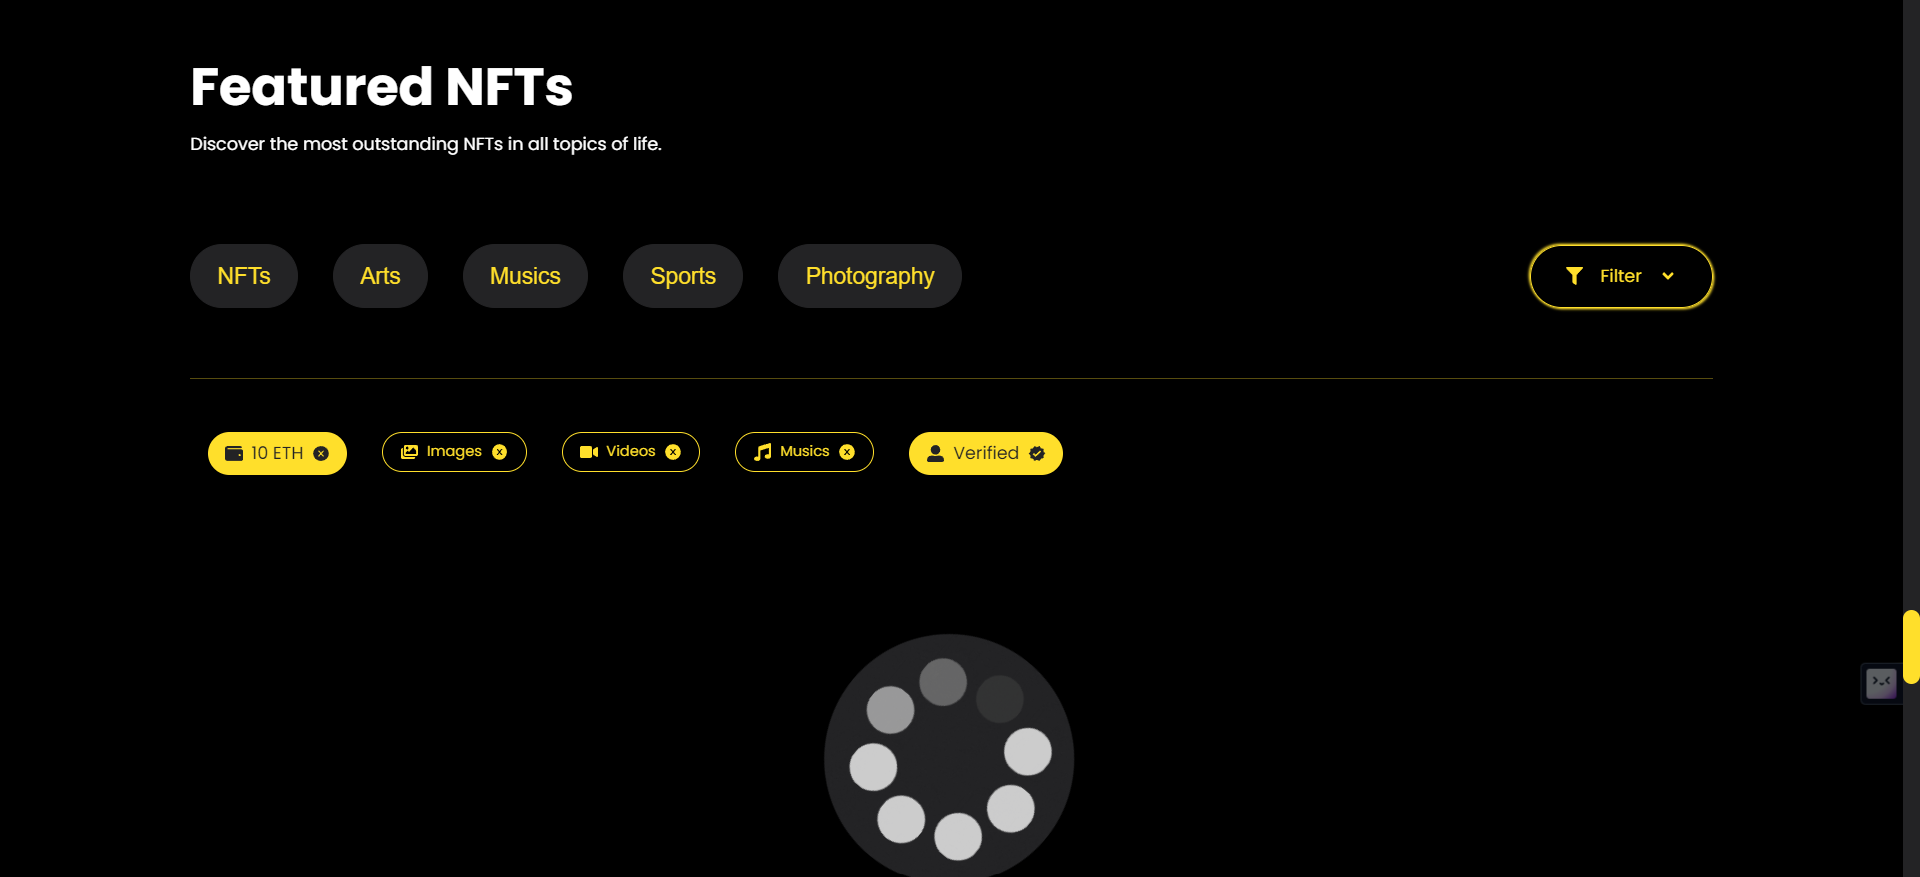 Featured NFTs
Discover the most outstanding NFTs in all topics of life.
NFTs
Arts
Musics
Sports
Photography
Filter
10 ETH
Images
Videos
Musics
Verified